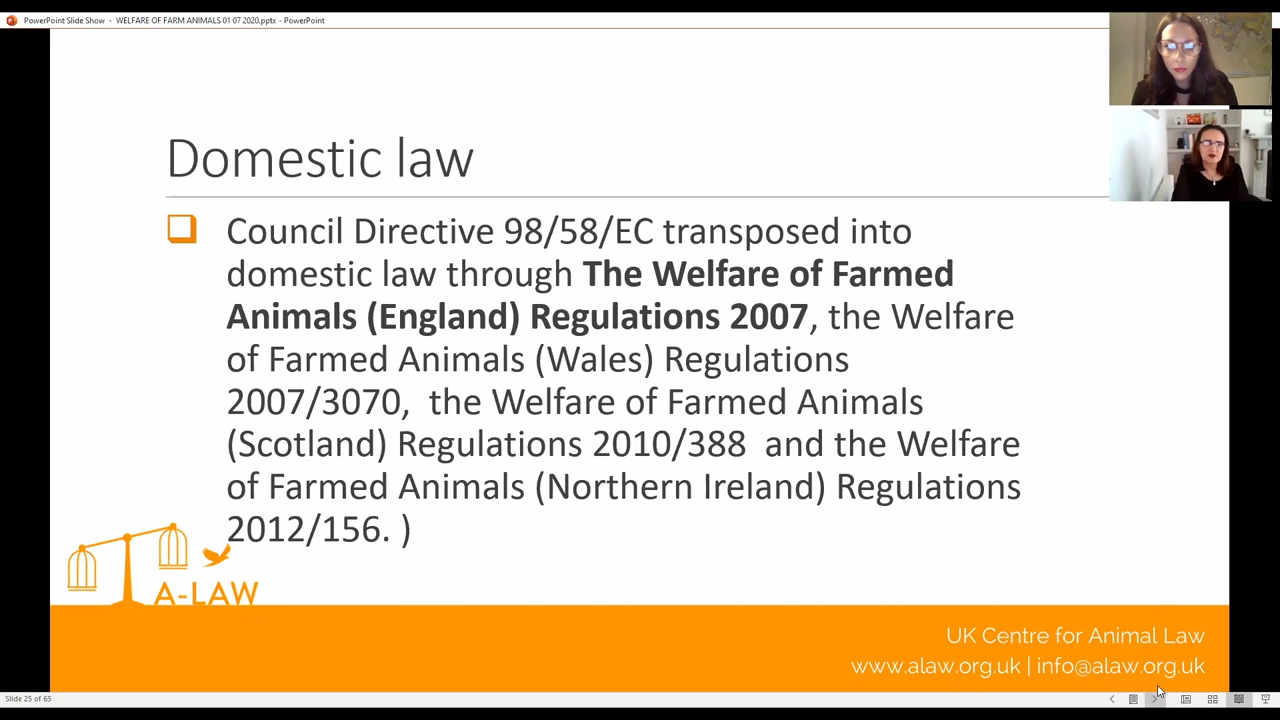 PowerPoint Slide Show - WELFARE OF FARM ANIMALS 01 07 2020.pptx - PowerPoint
Domestic law
Council Directive 98/58/EC transposed into
domestic law through The Welfare of Farmed
Animals (England) Regulations 2007, the Welfare
of Farmed Animals (Wales) Regulations
2007/3070, the Welfare of Farmed Animals
(Scotland) Regulations 2010/388 and the Welfare
of Farmed Animals (Northern Ireland) Regulations
2012/156. )
A-LAW
UK Centre for Animal Law
www.alaw.org.uk | info@alaw.org.uk
Slide 25 of 65